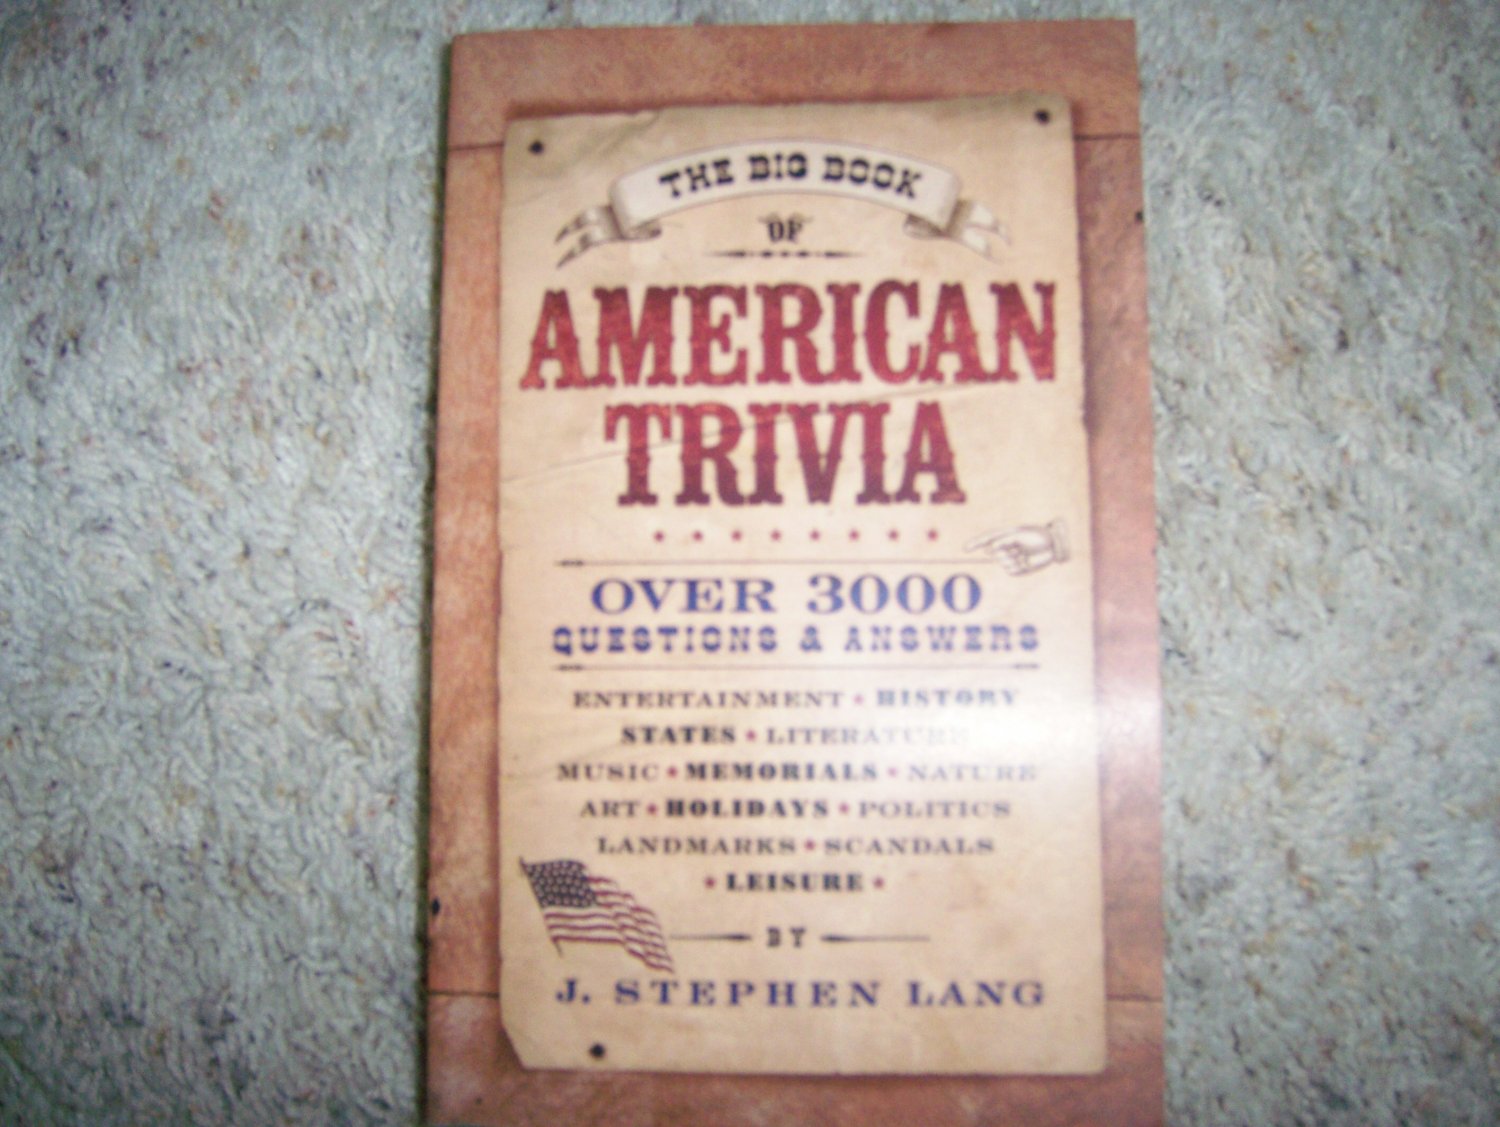 THE BIG BOOK
OF
AMERICAN
TRIVIA
OVER 3000
QUESTIONS & ANSWERS
ENTERTAINMENT * HISTORY
STATES * LITERATURE
MUSIC * MEMORIALS * NATURE
ART * HOLIDAYS * POLITICS
LANDMARKS * SCANDALS
* LEISURE *
BY
J. STEPHEN LANG